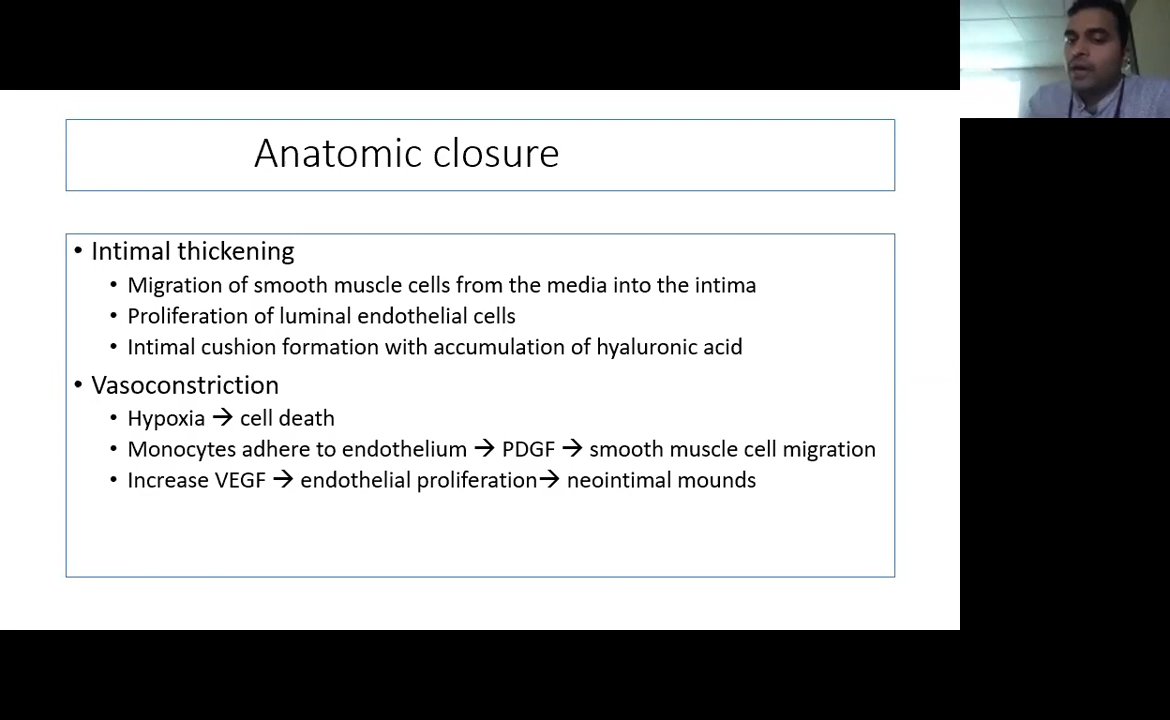 Anatomic closure
• Intimal thickening
• Migration of smooth muscle cells from the media into the intima
• Proliferation of luminal endothelial cells
• Intimal cushion formation with accumulation of hyaluronic acid
• Vasoconstriction
• Hypoxia → cell death
• Monocytes adhere to endothelium → PDGF → smooth muscle cell migration
• Increase VEGF → endothelial proliferation→ neointimal mounds